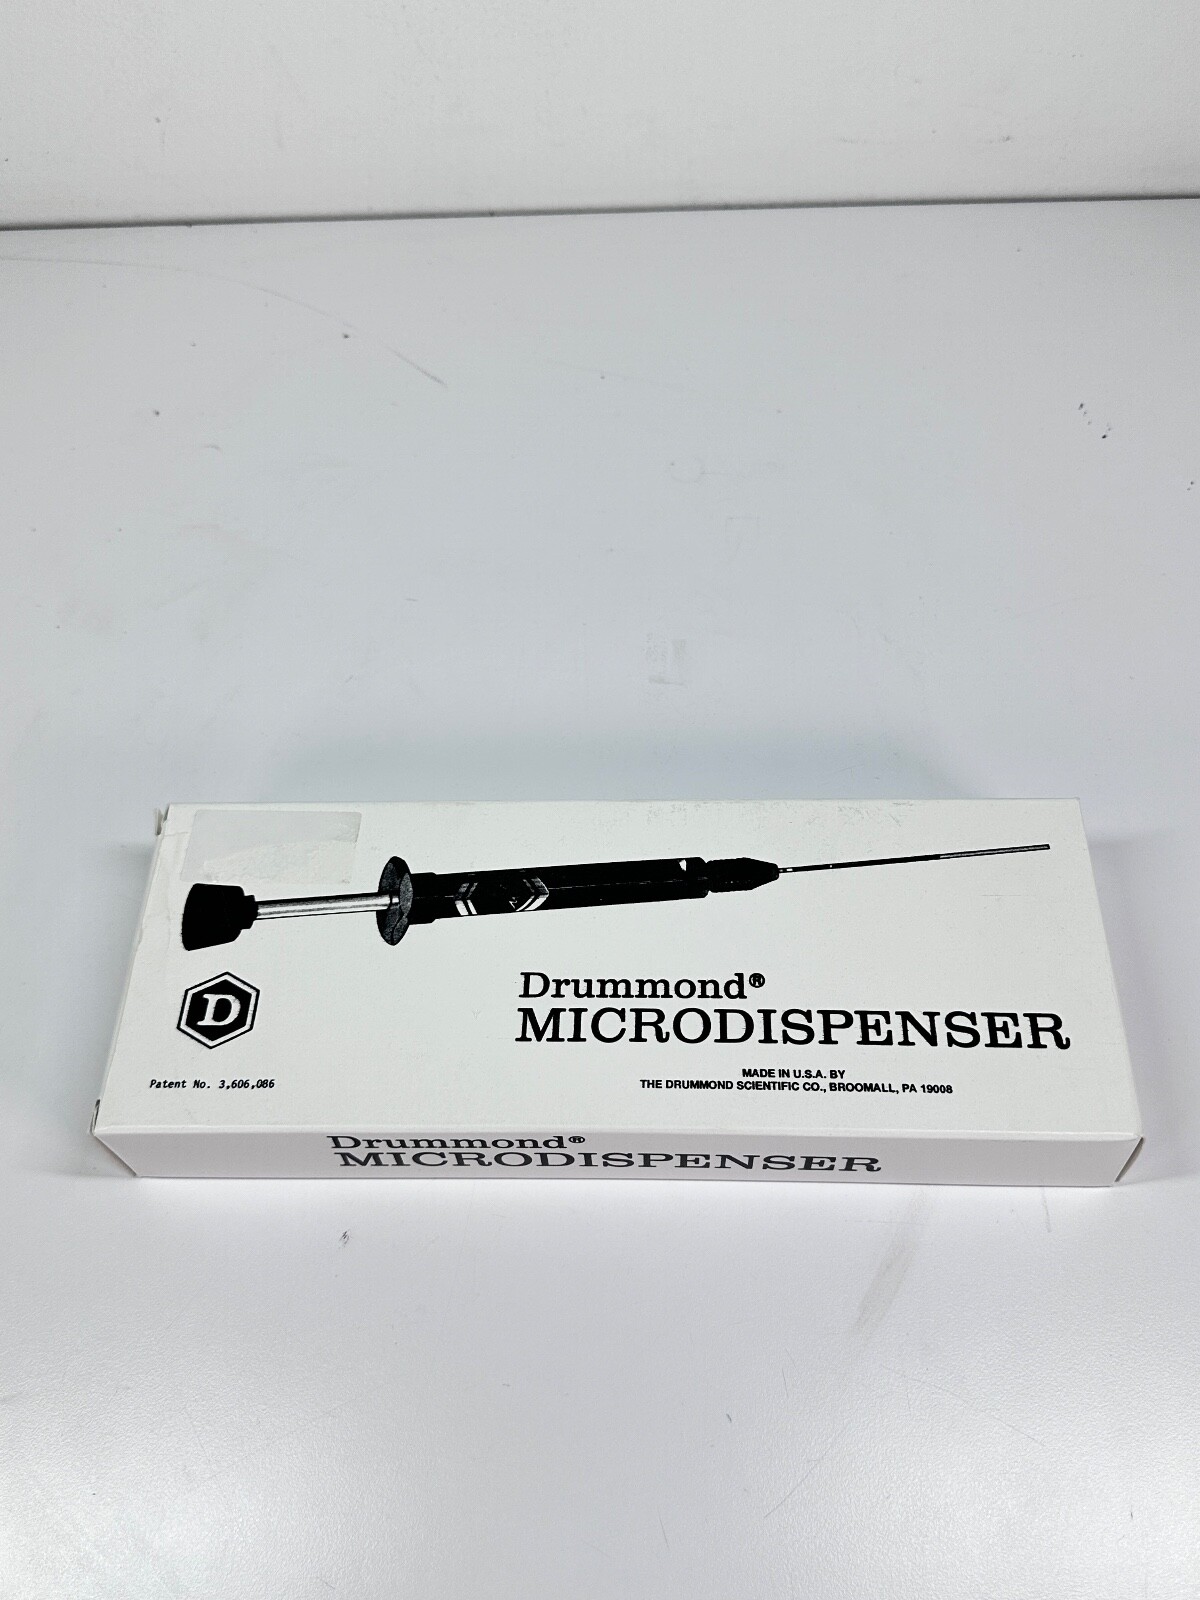 D
Drummond®
MICRODISPENSER
Patent No. 3,606,086
MADE IN U.S.A. BY
THE DRUMMOND SCIENTIFIC CO., BROOMALL, PA 19008
Drummond®
MICRODISPENSER